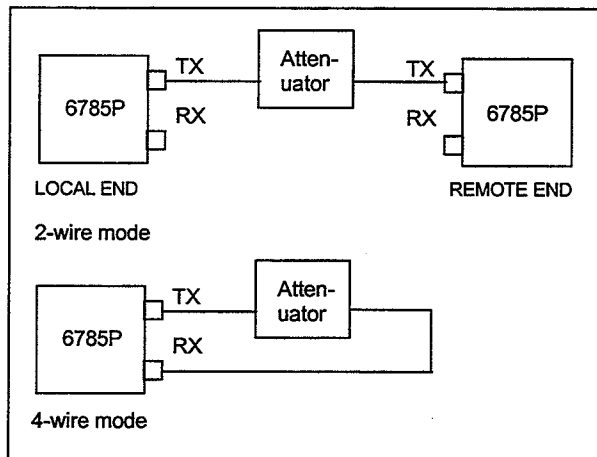 TX
Atten-
uator
TX
6785P
RX
RX
6785P
LOCAL END
REMOTE END
2-wire mode
TX
Atten-
uator
6785P
RX
4-wire mode